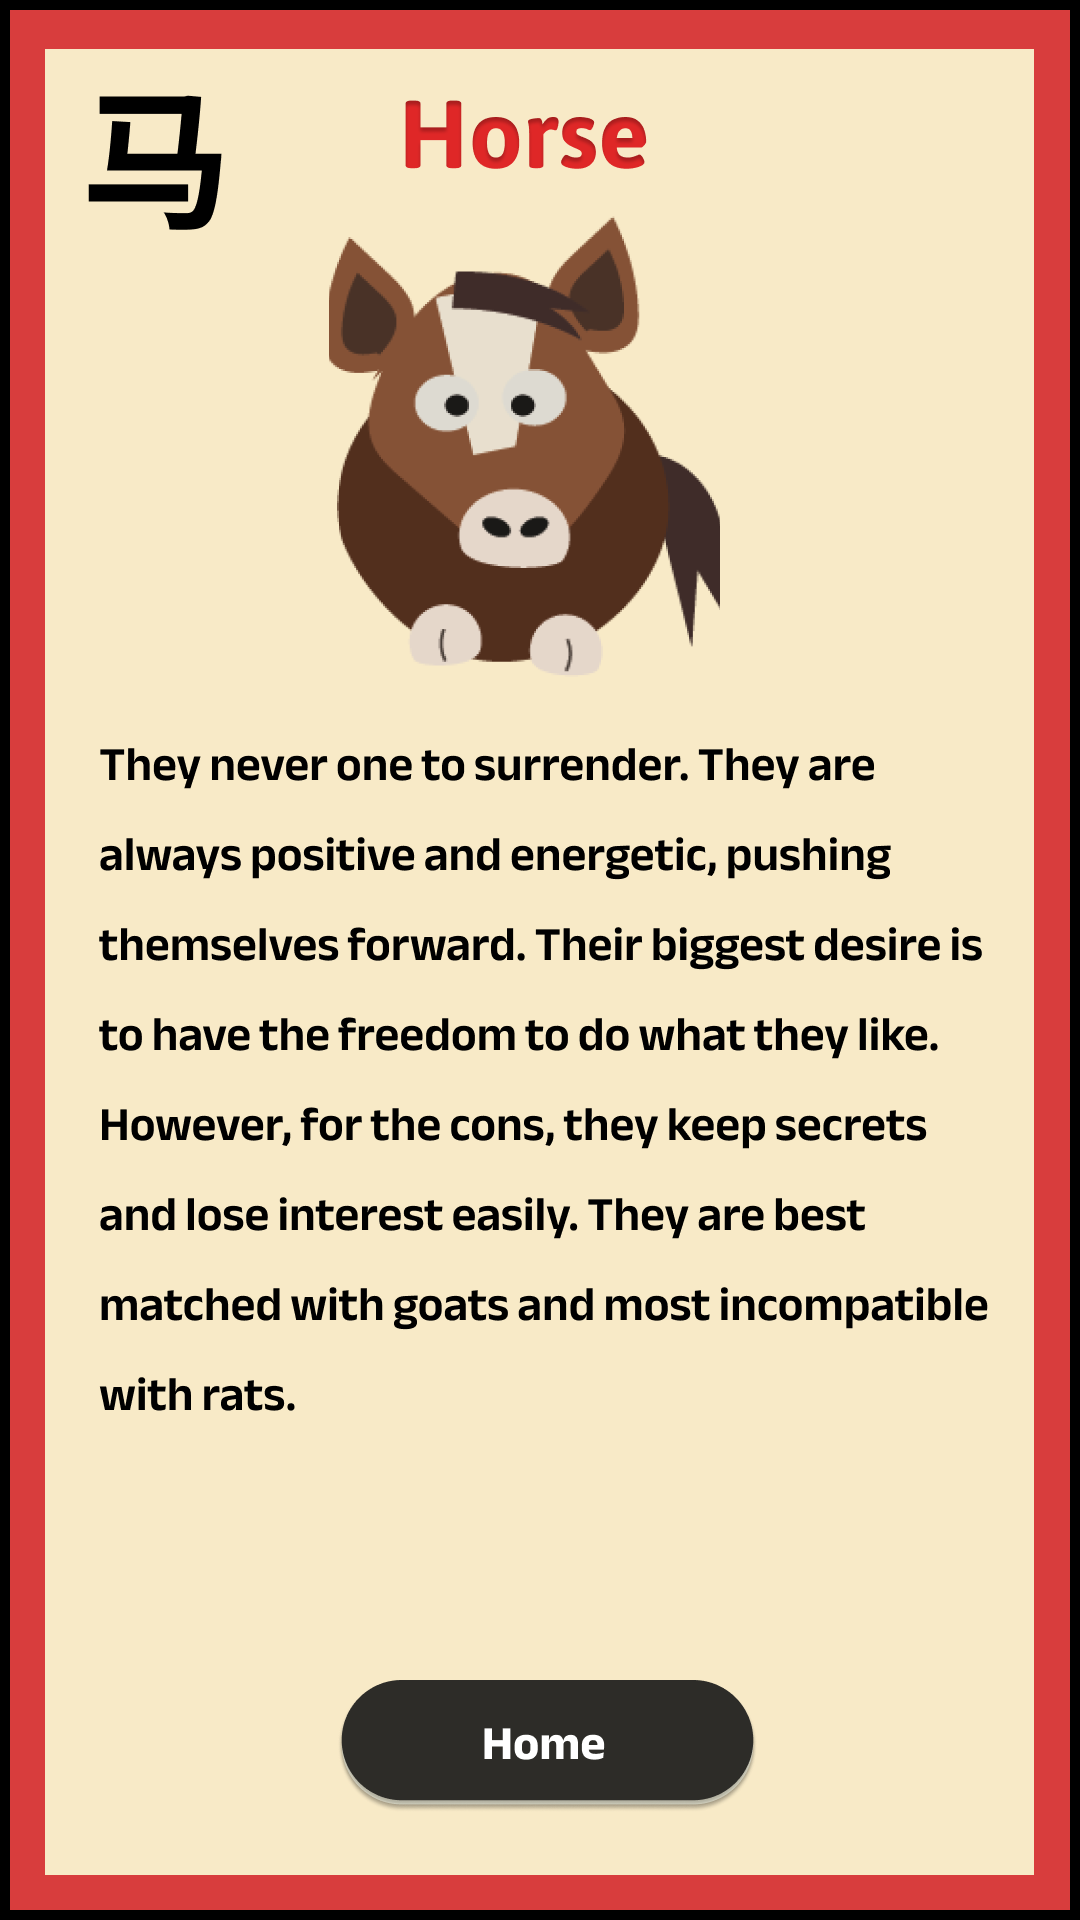 马
Horse
They never one to surrender. They are
always positive and energetic, pushing
themselves forward. Their biggest desire is
to have the freedom to do what they like.
However, for the cons, they keep secrets
and lose interest easily. They are best
matched with goats and most incompatible
with rats.
Home